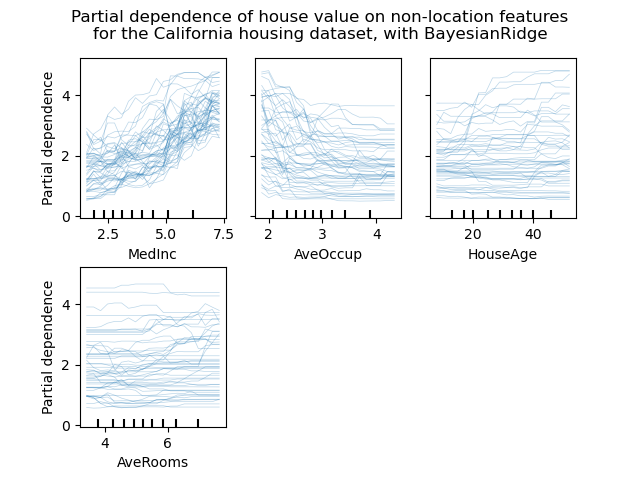 Partial dependence of house value on non-location features
for the California housing dataset, with BayesianRidge
Partial dependence
0
2
4
2.5
5.0
7.5
MedInc
2
3
4
AveOccup
20
40
HouseAge
Partial dependence
0
2
4
4
6
AveRooms